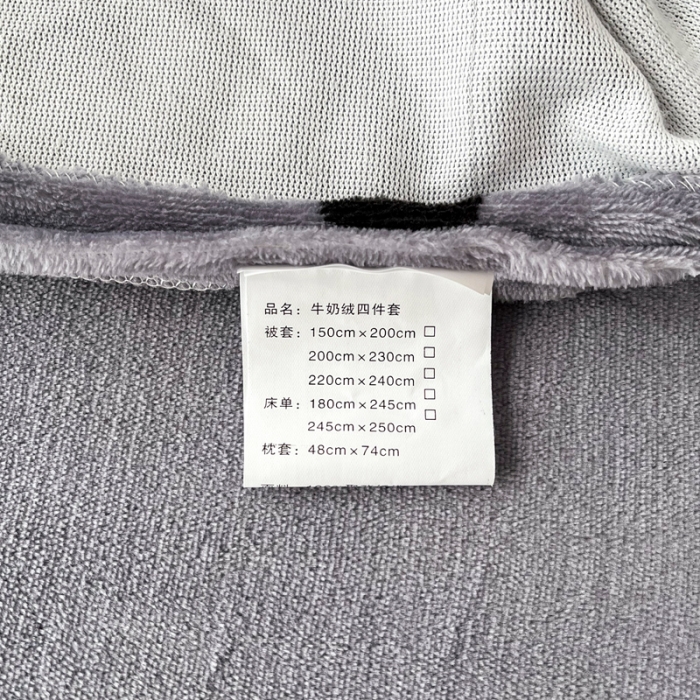 品名：牛奶绒四件套
被套：150cm×200cm □
200cm×230cm □
220cm×240cm □
床单：180cm×245cm □
245cm×250cm □
枕套：48cm×74cm